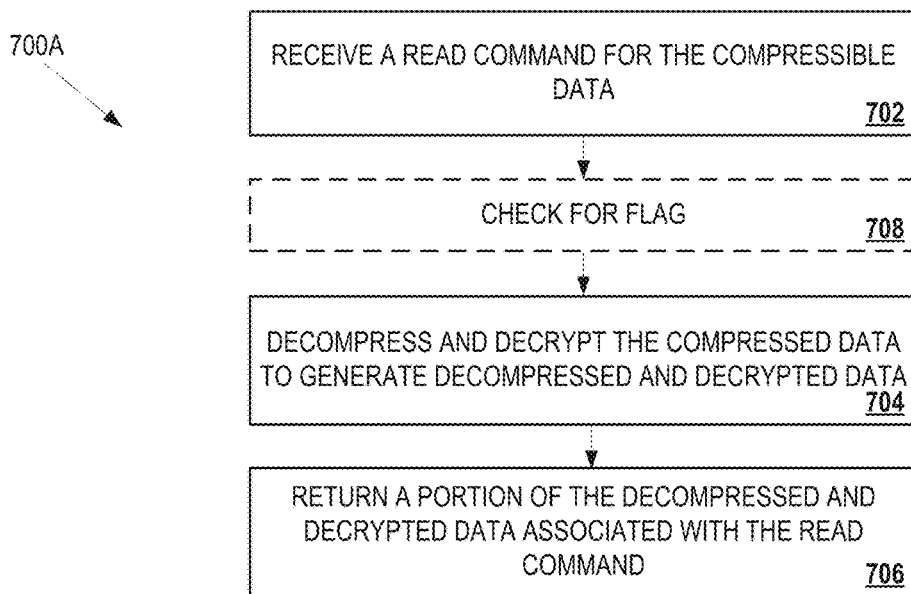 700A
RECEIVE A READ COMMAND FOR THE COMPRESSIBLE
DATA
702
CHECK FOR FLAG
708
DECOMPRESS AND DECRYPT THE COMPRESSED DATA
TO GENERATE DECOMPRESSED AND DECRYPTED DATA
704
RETURN A PORTION OF THE DECOMPRESSED AND
DECRYPTED DATA ASSOCIATED WITH THE READ
COMMAND
706